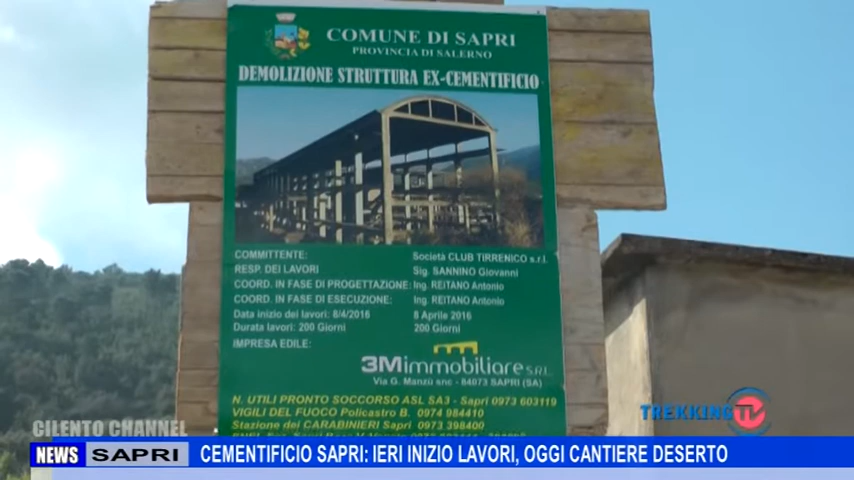 COMUNE DI SAPRI
PROVINCIA DI SALERNO
DEMOLIZIONE STRUTTURA EX-CEMENTIFICIO
COMMITTENTE: Società CLUB TIRRENICO s.r.l.
RESP. DEI LAVORI Sig. SANNINO Giovanni
COORD. IN FASE DI PROGETTAZIONE: Ing. REITANO Antonio
COORD. IN FASE DI ESECUZIONE: Ing. REITANO Antonio
Data inizio dei lavori: 8/4/2016 8 Aprile 2016
Durata lavori: 200 Giorni 200 Giorni
IMPRESA EDILE:
3Mimmobiliare S.R.L.
Via G. Manzù snc - 84073 SAPRI (SA)
N. UTILI PRONTO SOCCORSO ASL SA3 - Sapri 0973 603119
VIGILI DEL FUOCO Policastro B. 0974 984410
Stazione dei CARABINIERI Sapri 0973 398400
CILENTO CHANNEL
TREKKING TV
NEWS SAPRI CEMENTIFICIO SAPRI: IERI INIZIO LAVORI, OGGI CANTIERE DESERTO